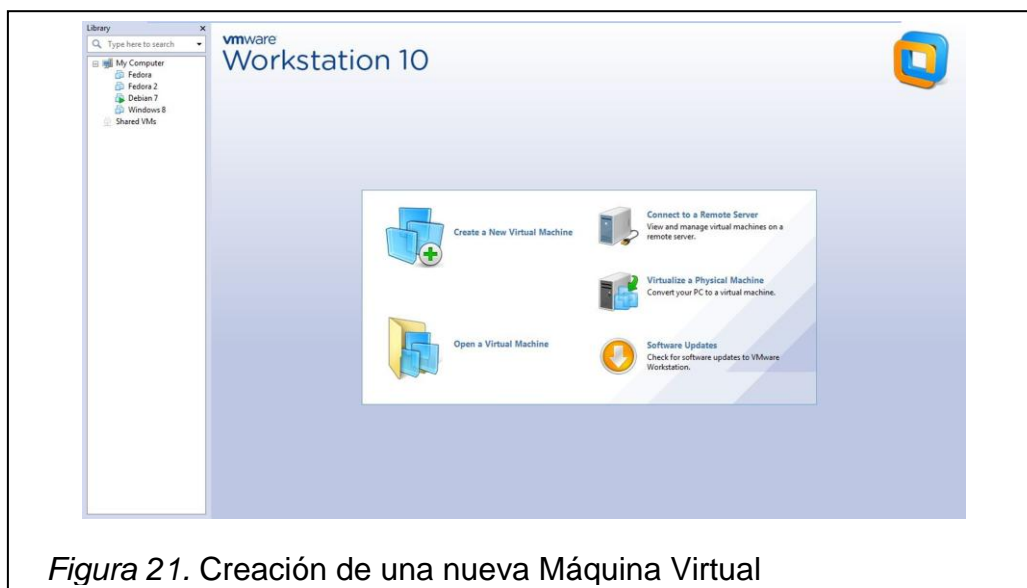 Library x
Type here to search
My Computer
Fedora
Fedora 2
Debian 7
Windows 8
Shared VMs
vmware
Workstation 10
Create a New Virtual Machine
Open a Virtual Machine
Connect to a Remote Server
View and manage virtual machines on a
remote server.
Virtualize a Physical Machine
Convert your PC to a virtual machine.
Software Updates
Check for software updates to VMware
Workstation.
Figura 21. Creación de una nueva Máquina Virtual